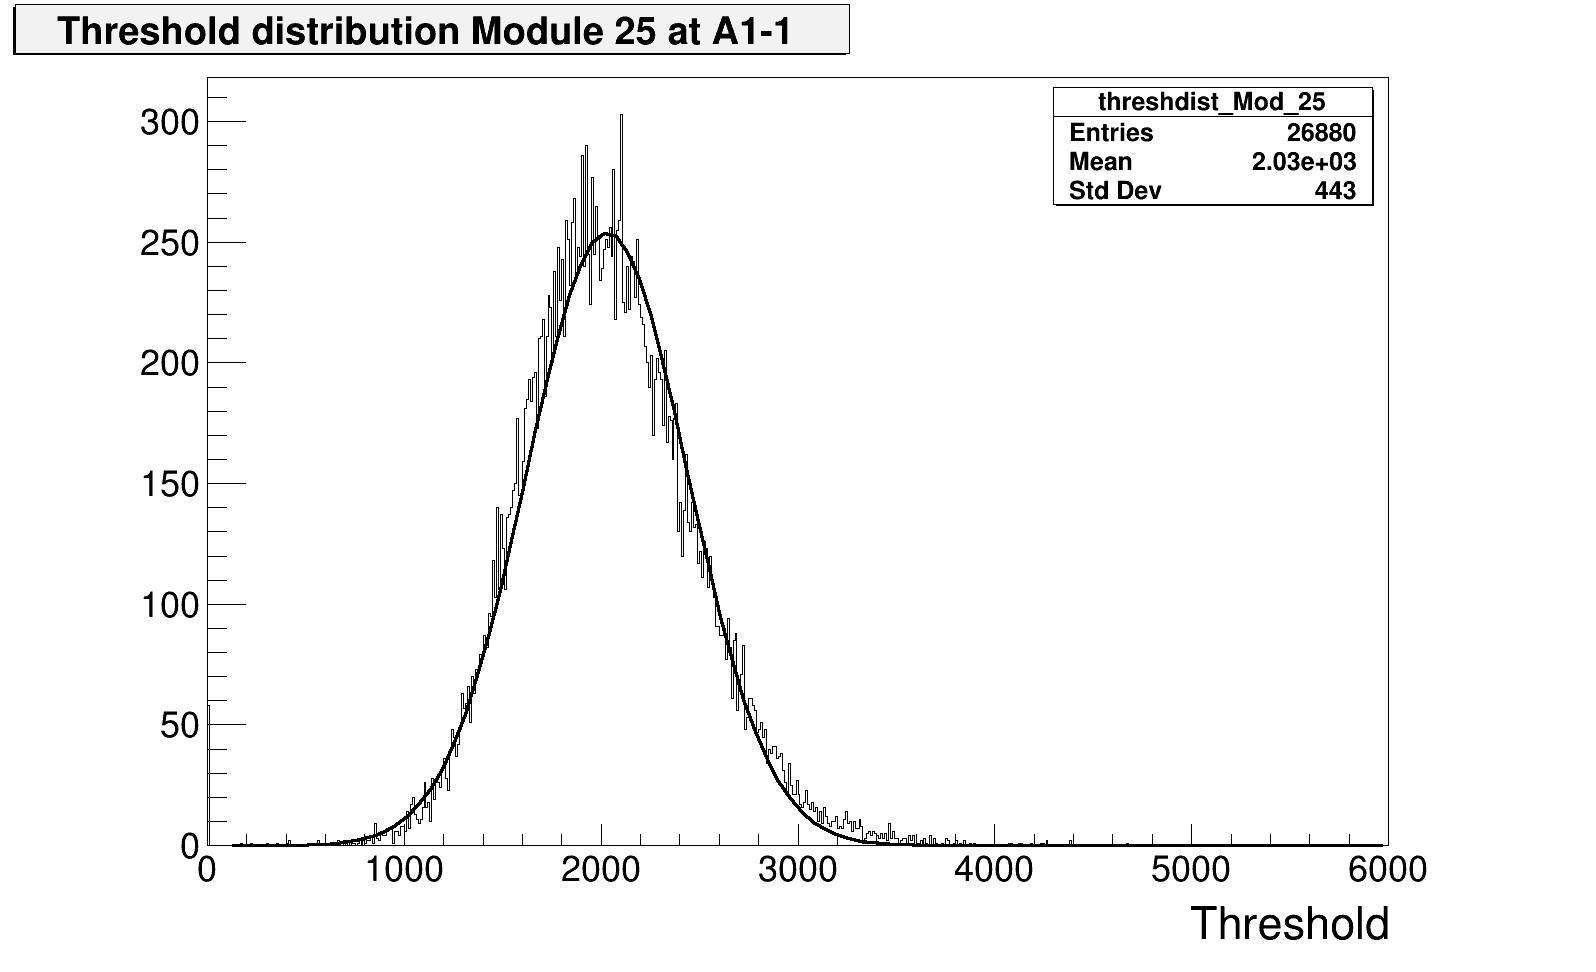 Threshold distribution Module 25 at A1-1
threshdist_Mod_25
Entries 26880
Mean 2.03e+03
Std Dev 443
300
250
200
150
100
50
0
0 1000 2000 3000 4000 5000 6000
Threshold